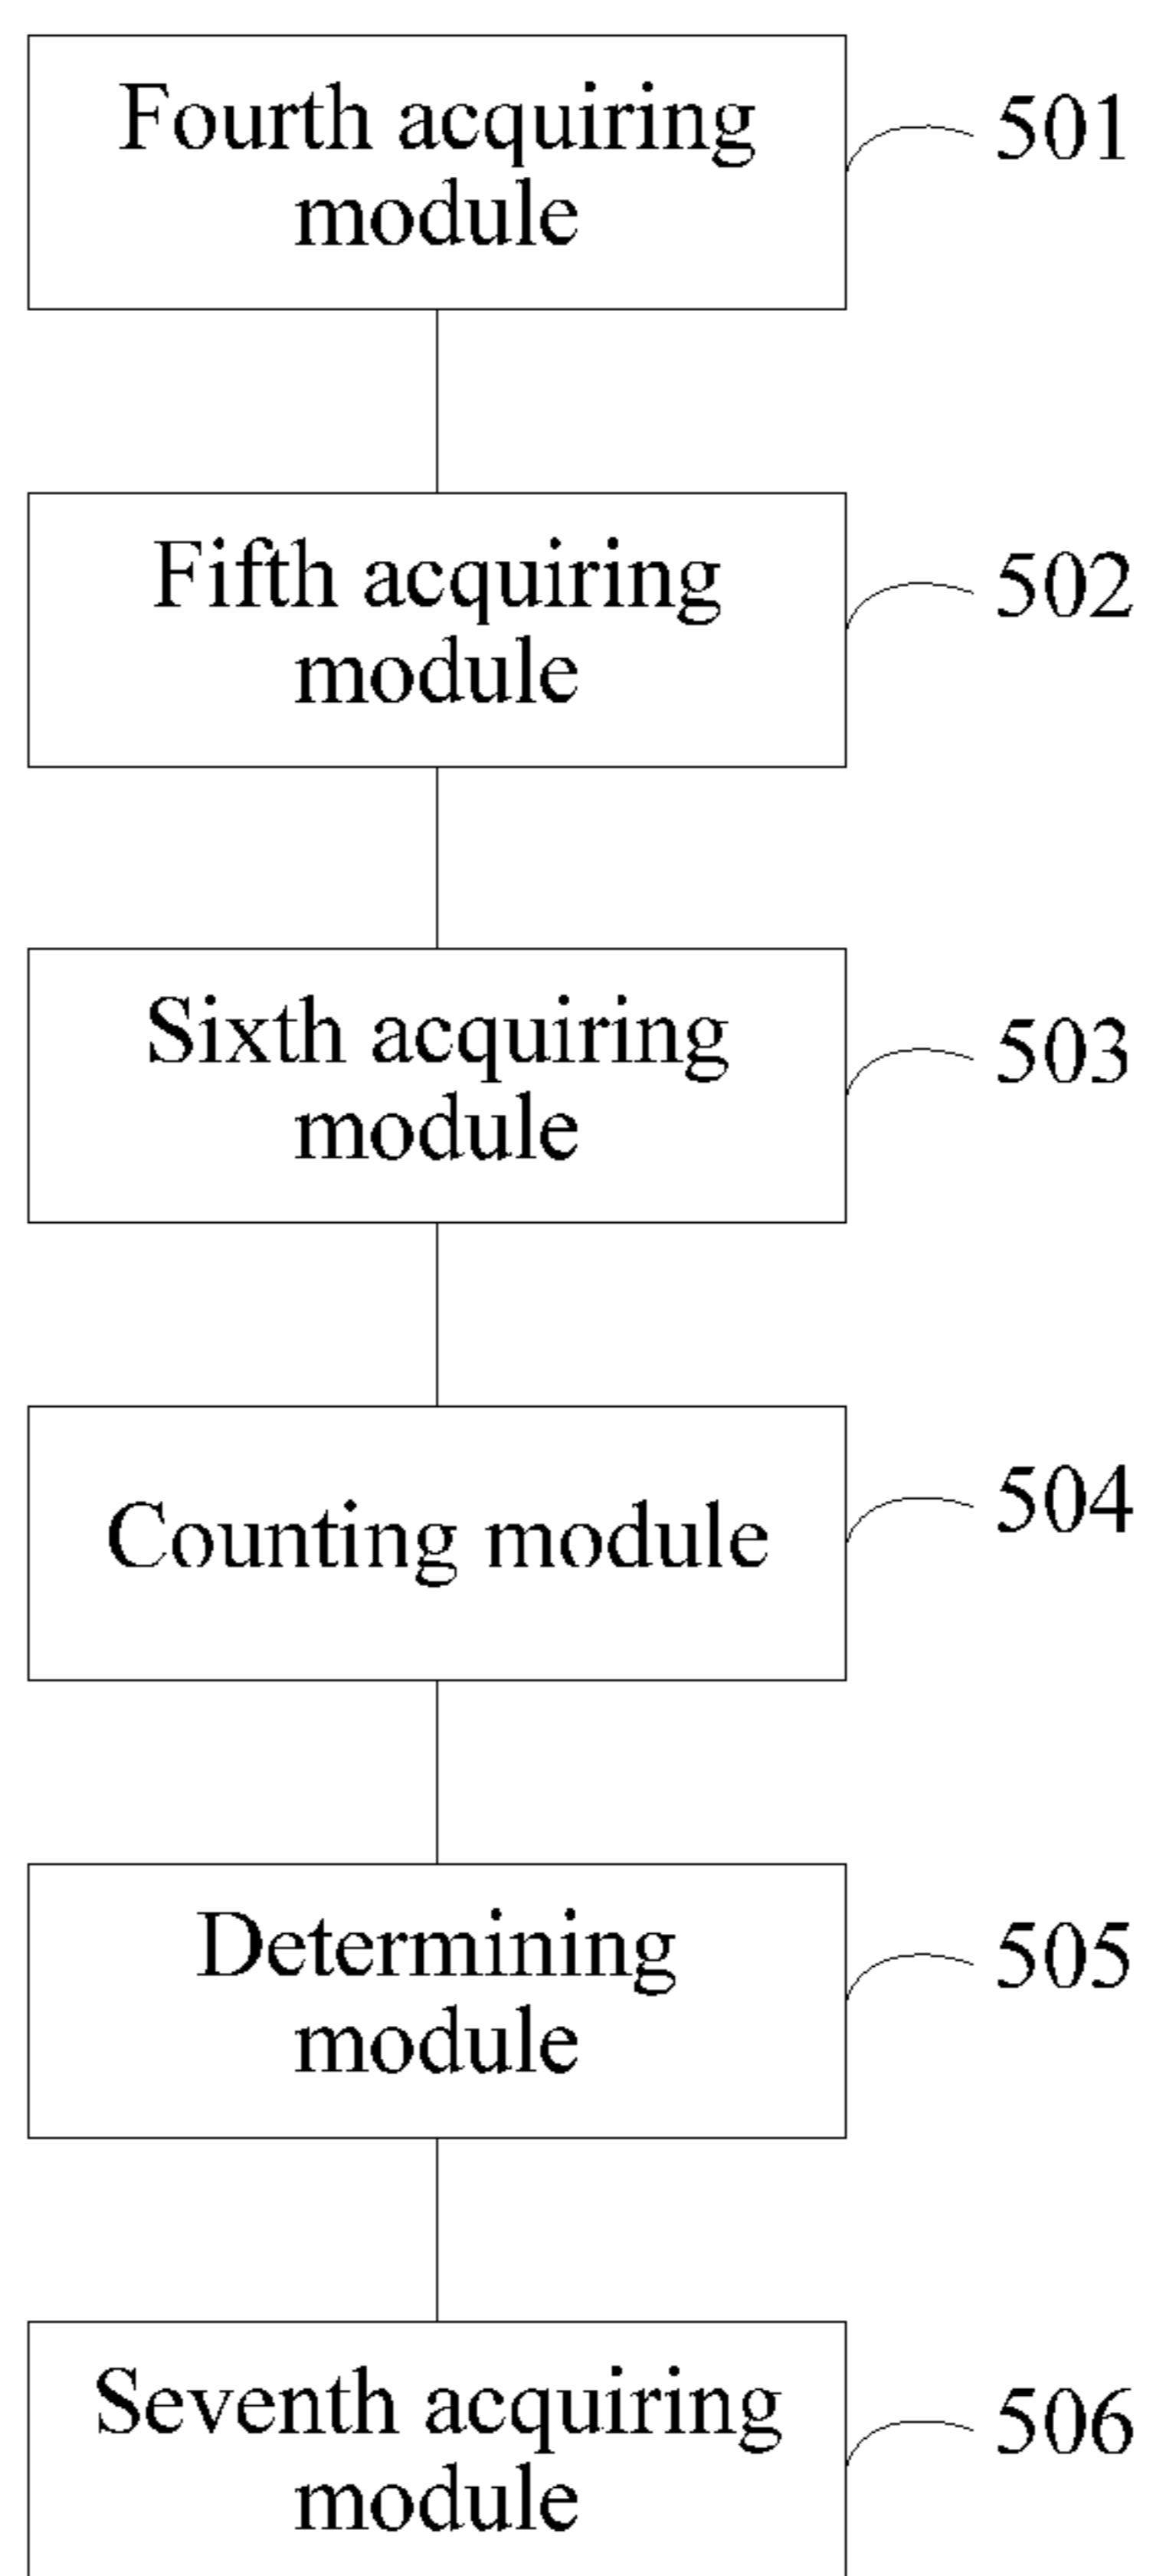 Fourth acquiring
module
501
Fifth acquiring
module
502
Sixth acquiring
module
503
Counting module
504
Determining
module
505
Seventh acquiring
module
506